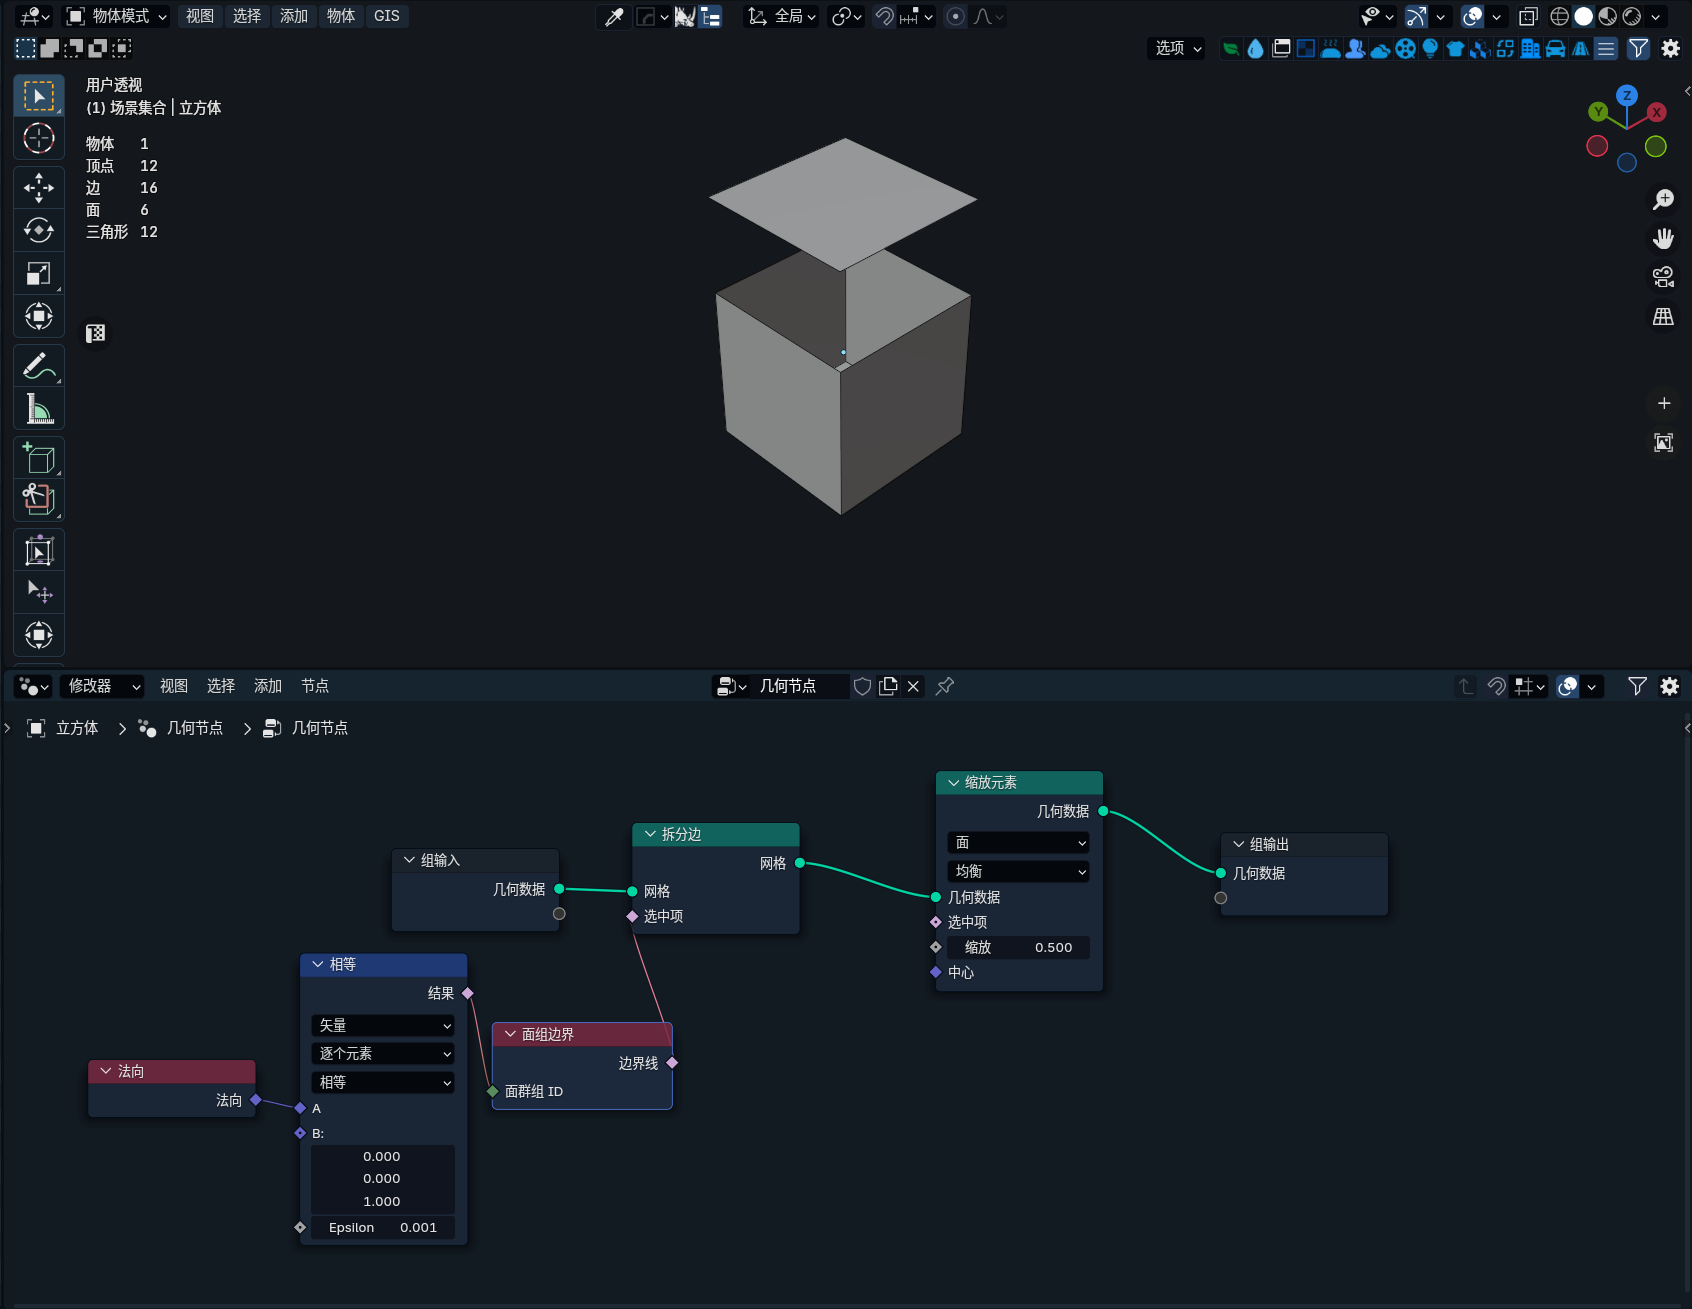 物体模式 视图 选择 添加 物体 GIS 全局
选项
用户透视
(1) 场景集合 | 立方体
物体 1
顶点 12
边 16
面 6
三角形 12
Z
Y
X
修改器 视图 选择 添加 节点 几何节点
立方体 几何节点 几何节点
缩放元素
几何数据
面
均衡
几何数据
选中项
缩放 0.500
中心
拆分边
网格
网格
选中项
组输出
几何数据
组输入
几何数据
相等
结果
矢量
逐个元素
相等
A
B:
0.000
0.000
1.000
Epsilon 0.001
面组边界
边界线
面群组 ID
法向
法向